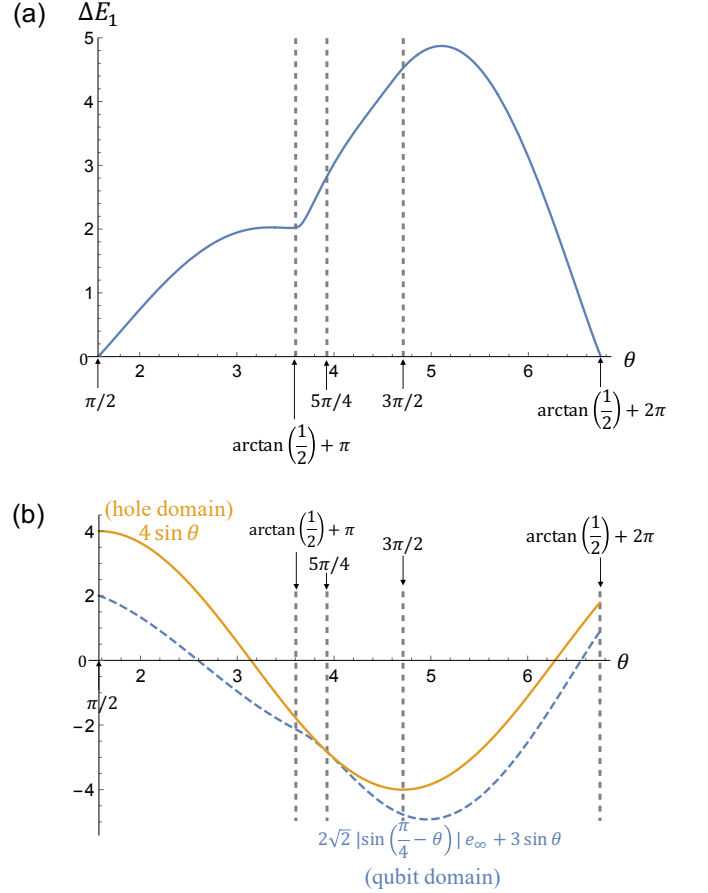 (a)
ΔE₁
5
4
3
2
1
0
2 3 4 5 6 θ
π/2
arctan (1/2) + π
5π/4
3π/2
arctan (1/2) + 2π
(b)
(hole domain)
4 sin θ
arctan (1/2) + π
5π/4
3π/2
arctan (1/2) + 2π
4
2
0
2 3 4 5 6 θ
π/2
−2
−4
2√2 |sin (π/4 − θ)| e∞ + 3 sin θ
(qubit domain)